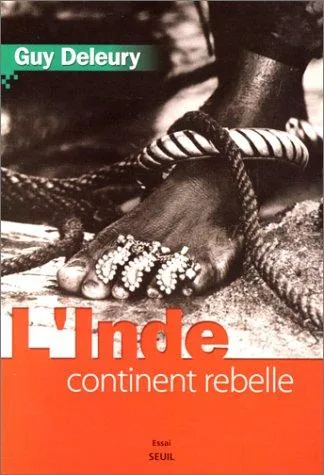 Guy Deleury
L'Inde
continent rebelle
Essai
SEUIL